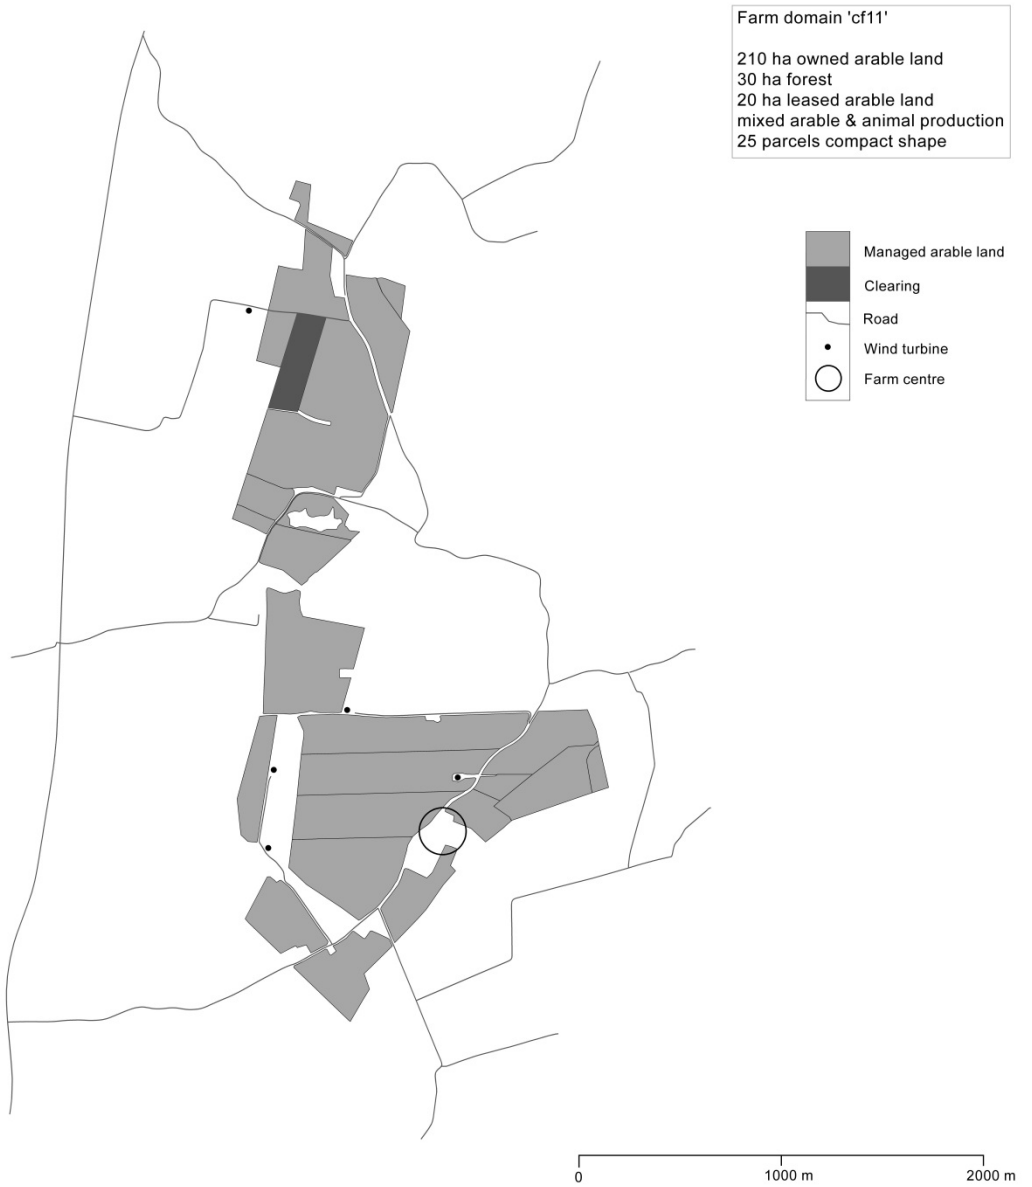 Farm domain 'cf11'
210 ha owned arable land
30 ha forest
20 ha leased arable land
mixed arable & animal production
25 parcels compact shape
Managed arable land
Clearing
Road
Wind turbine
Farm centre
0 1000 m 2000 m